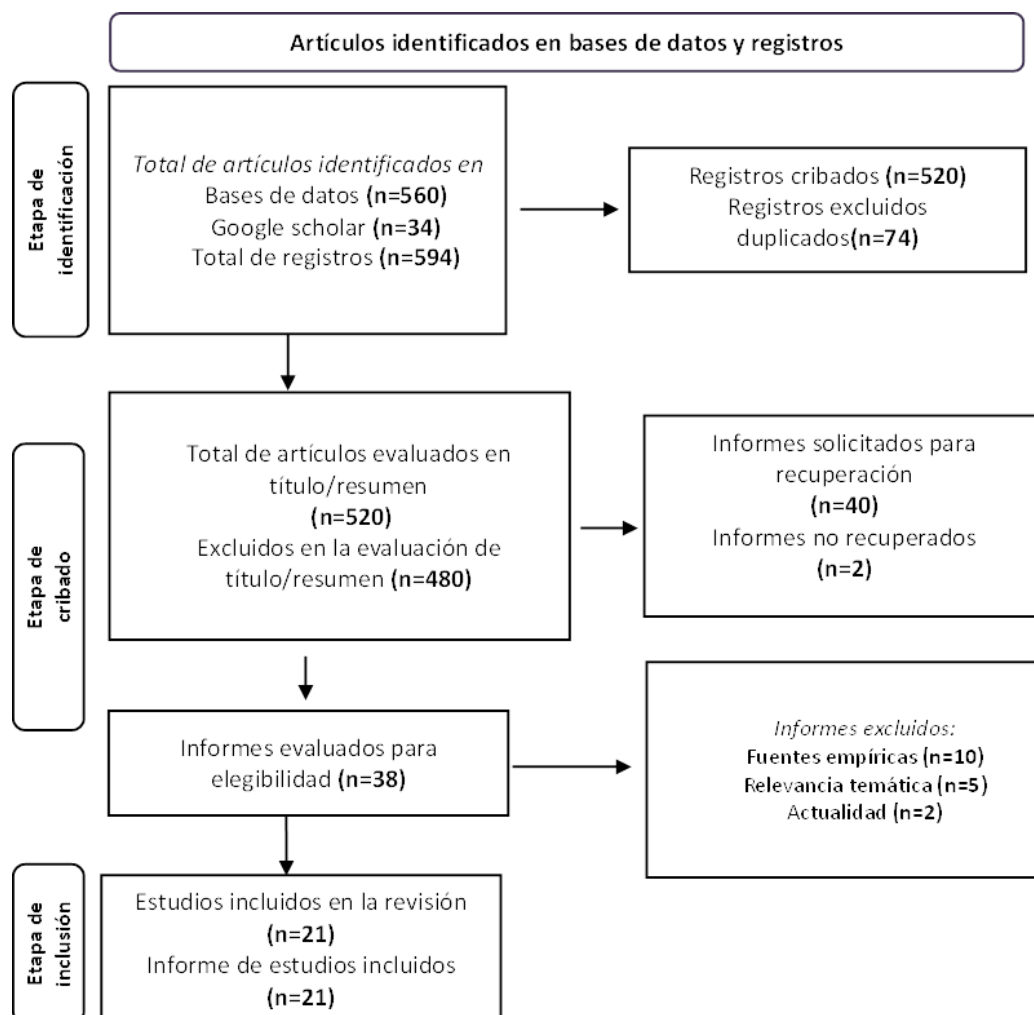 Artículos identificados en bases de datos y registros
Etapa de
identificación
Total de artículos identificados en
Bases de datos (n=560)
Google scholar (n=34)
Total de registros (n=594)
Registros cribados (n=520)
Registros excluidos
duplicados(n=74)
Etapa de
cribado
Total de artículos evaluados en
título/resumen
(n=520)
Excluidos en la evaluación de
título/resumen (n=480)
Informes solicitados para
recuperación
(n=40)
Informes no recuperados
(n=2)
Informes evaluados para
elegibilidad (n=38)
Informes excluidos:
Fuentes empíricas (n=10)
Relevancia temática (n=5)
Actualidad (n=2)
Etapa de
inclusión
Estudios incluidos en la revisión
(n=21)
Informe de estudios incluidos
(n=21)